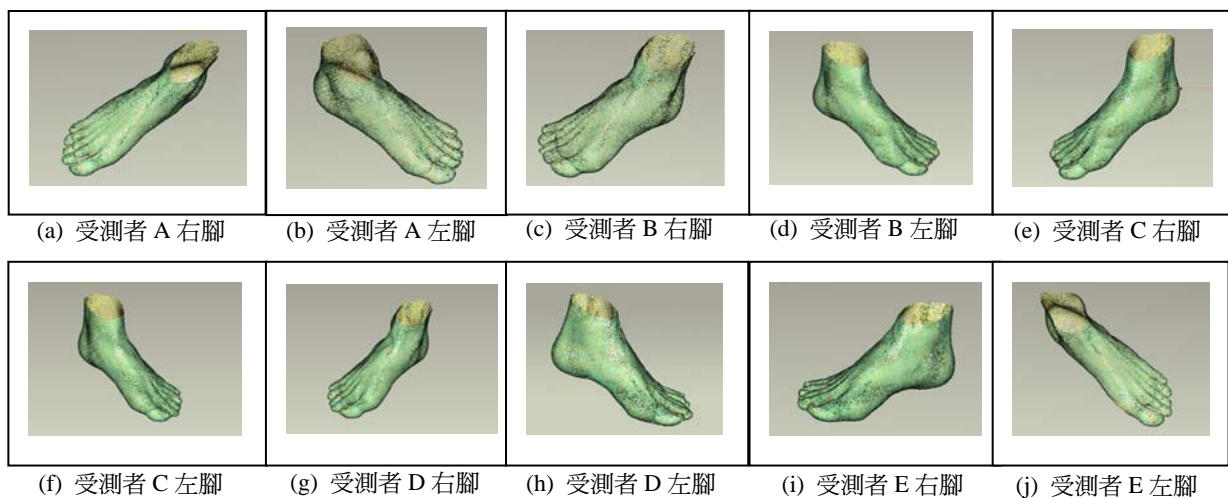 (a) 受測者 A 右腳
(b) 受測者 A 左腳
(c) 受測者 B 右腳
(d) 受測者 B 左腳
(e) 受測者 C 右腳
(f) 受測者 C 左腳
(g) 受測者 D 右腳
(h) 受測者 D 左腳
(i) 受測者 E 右腳
(j) 受測者 E 左腳